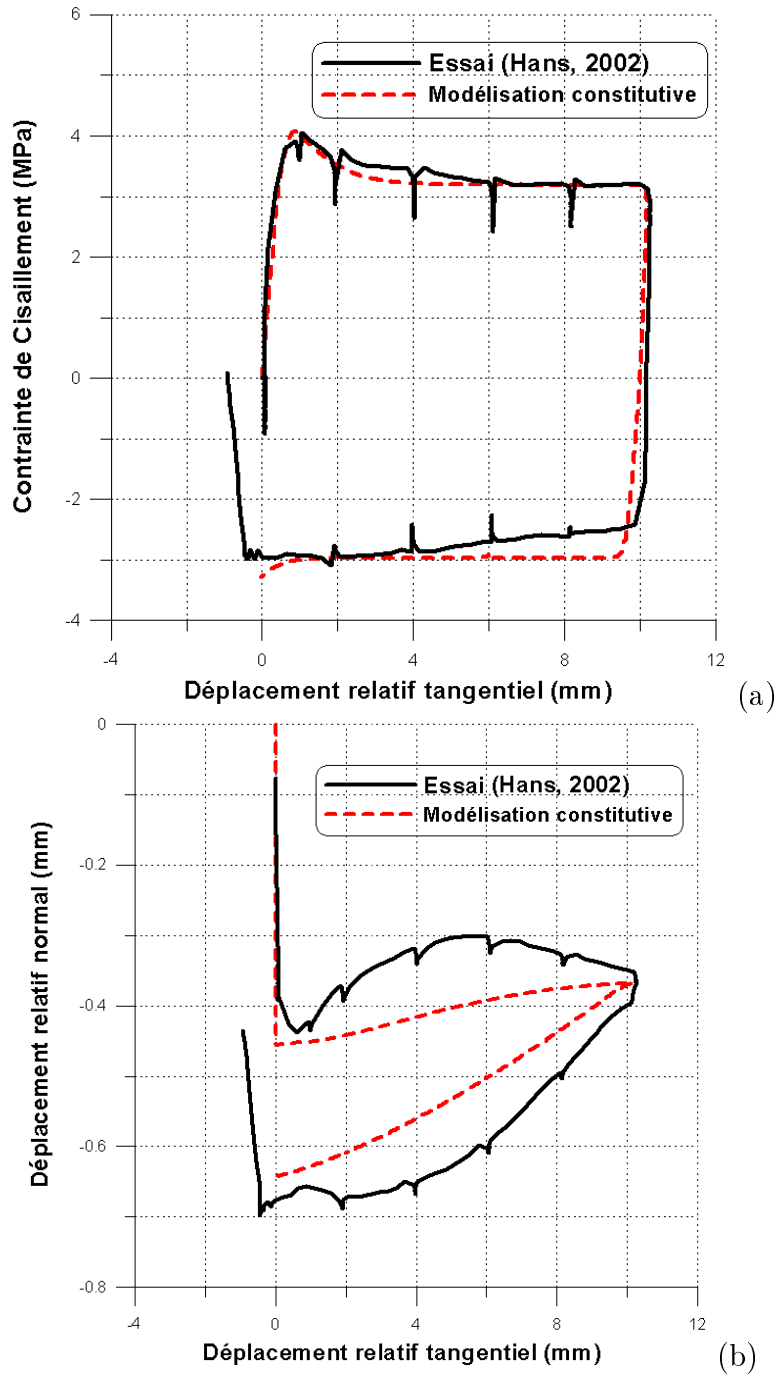 6
Essai (Hans, 2002)
Modélisation constitutive
4
2
0
-2
-4
Contrainte de Cisaillement (MPa)
-4 0 4 8 12
Déplacement relatif tangentiel (mm)
(a)
0
Essai (Hans, 2002)
Modélisation constitutive
-0.2
-0.4
-0.6
-0.8
Déplacement relatif normal (mm)
-4 0 4 8 12
Déplacement relatif tangentiel (mm)
(b)